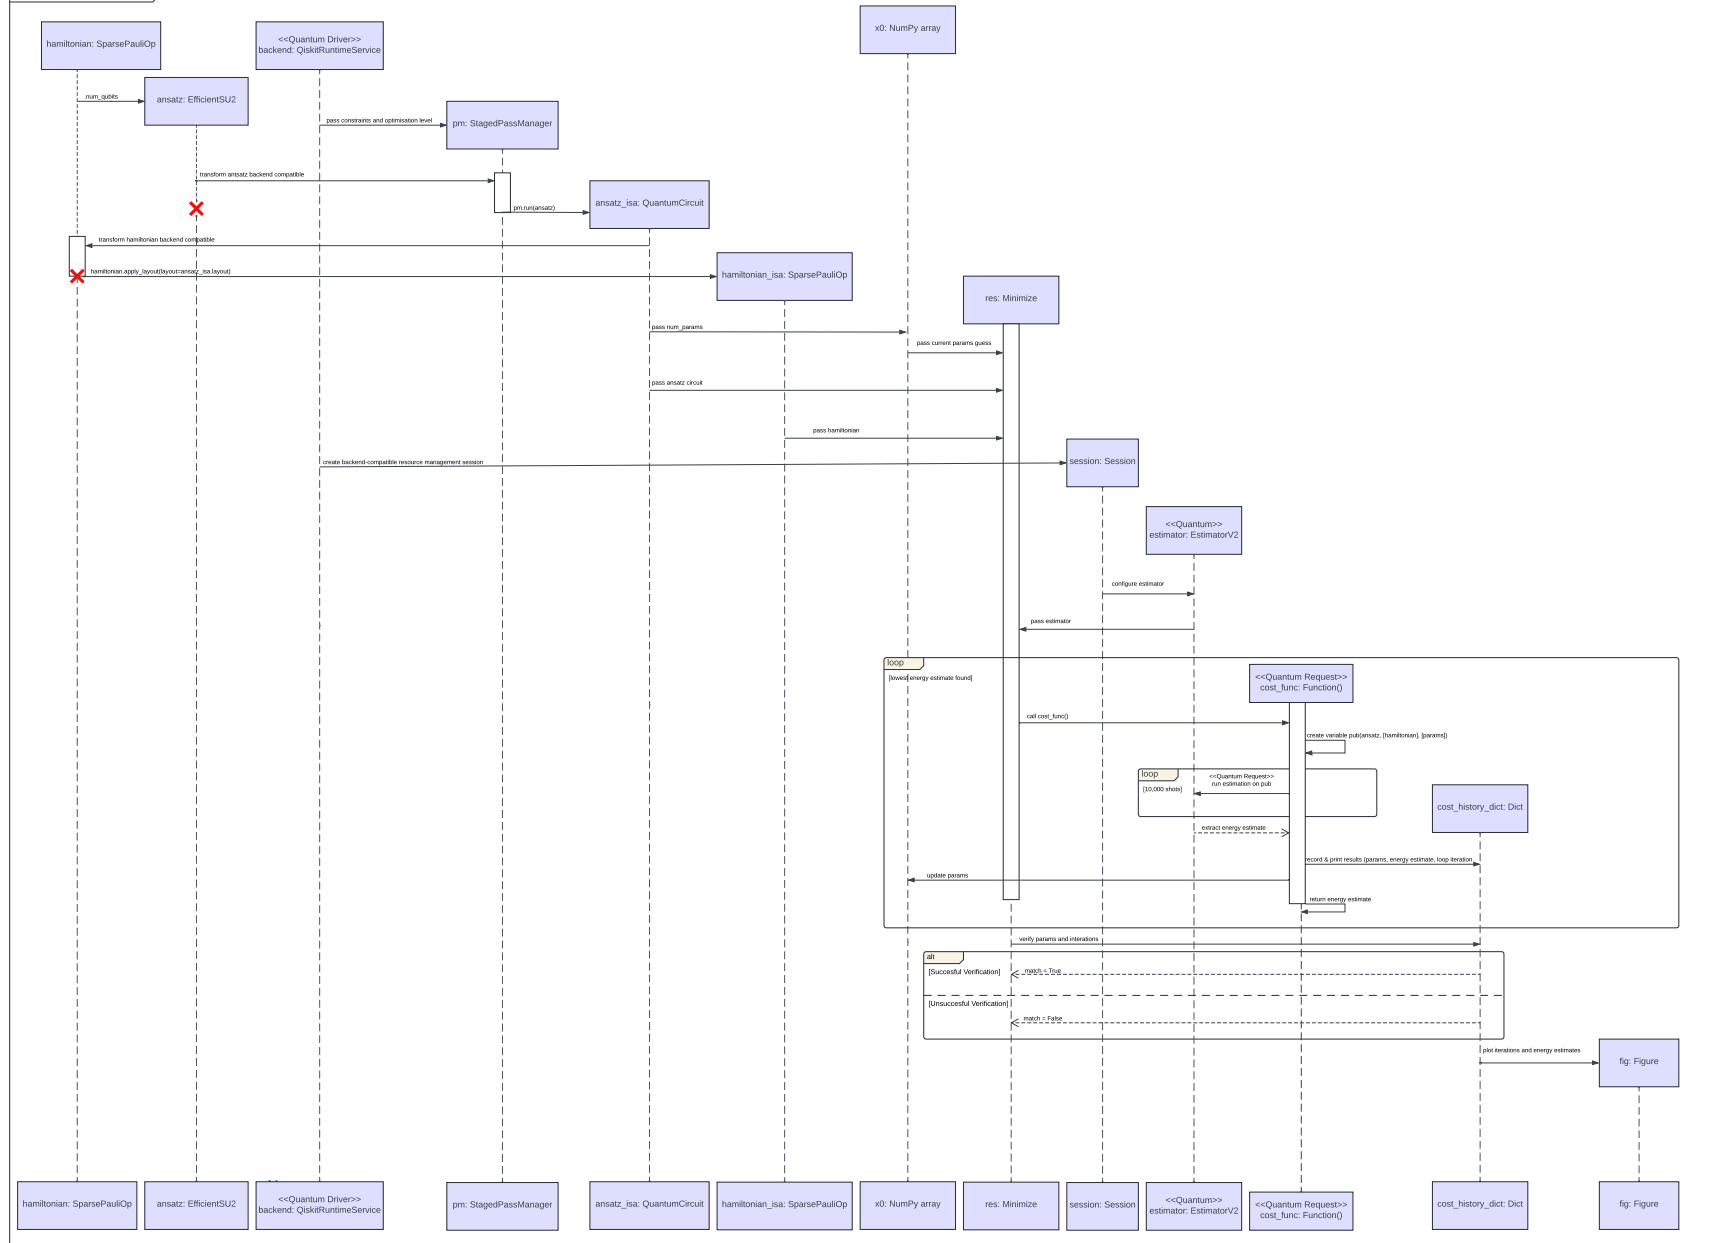 x0: NumPy array
hamiltonian: SparsePauliOp
<<Quantum Driver>>
backend: QiskitRuntimeService
.num_qubits
ansatz: EfficientSU2
pass constraints and optimisation level
pm: StagedPassManager
transform antsatz backend compatible
pm.run(ansatz)
ansatz_isa: QuantumCircuit
transform hamiltonian backend compatible
hamiltonian.apply_layout(layout=ansatz_isa.layout)
hamiltonian_isa: SparsePauliOp
res: Minimize
pass num_params
pass current params guess
pass ansatz circuit
pass hamiltonian
create backend-compatible resource management session
session: Session
<<Quantum>>
estimator: EstimatorV2
configure estimator
pass estimator
loop
[lowest energy estimate found]
<<Quantum Request>>
cost_func: Function()
call cost_func()
create variable pub(ansatz, [hamiltonian], [params])
loop
[10,000 shots]
<<Quantum Request>>
run estimation on pub
cost_history_dict: Dict
extract energy estimate
record & print results (params, energy estimate, loop iteration
update params
return energy estimate
verify params and interations
alt
[Succesful Verification]
match = True
[Unsuccesful Verification]
match = False
plot iterations and energy estimates
fig: Figure
hamiltonian: SparsePauliOp
ansatz: EfficientSU2
<<Quantum Driver>>
backend: QiskitRuntimeService
pm: StagedPassManager
ansatz_isa: QuantumCircuit
hamiltonian_isa: SparsePauliOp
x0: NumPy array
res: Minimize
session: Session
<<Quantum>>
estimator: EstimatorV2
<<Quantum Request>>
cost_func: Function()
cost_history_dict: Dict
fig: Figure